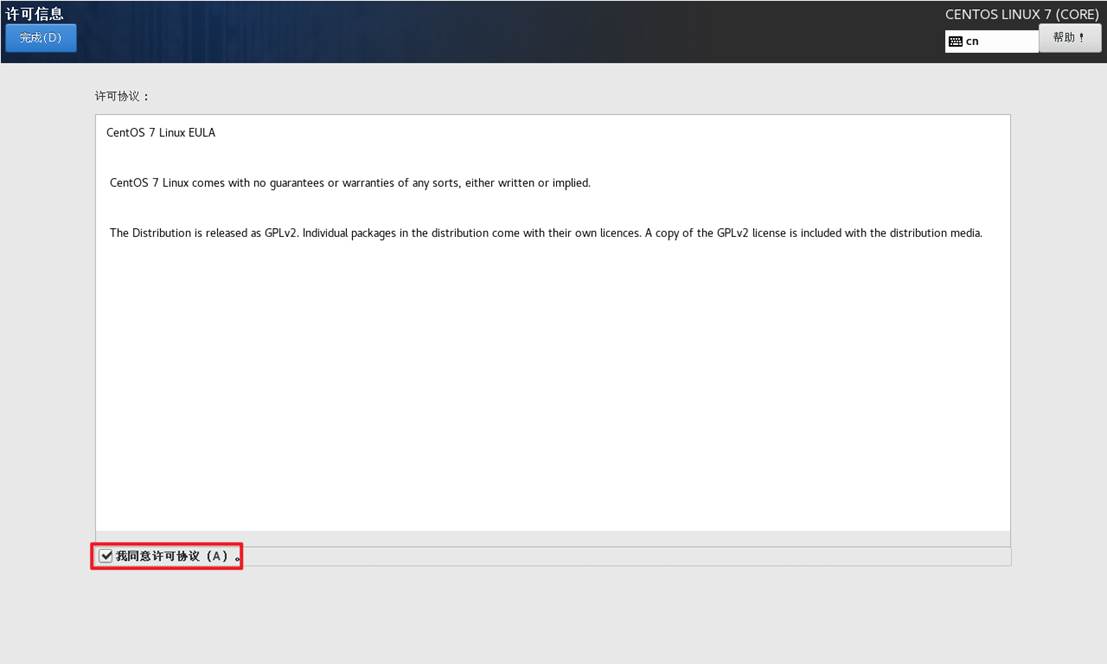 许可信息
CENTOS LINUX 7 (CORE)
完成(D)
cn
帮助！
许可协议：
CentOS 7 Linux EULA
CentOS 7 Linux comes with no guarantees or warranties of any sorts, either written or implied.
The Distribution is released as GPLv2. Individual packages in the distribution come with their own licences. A copy of the GPLv2 license is included with the distribution media.
我同意许可协议（A）。